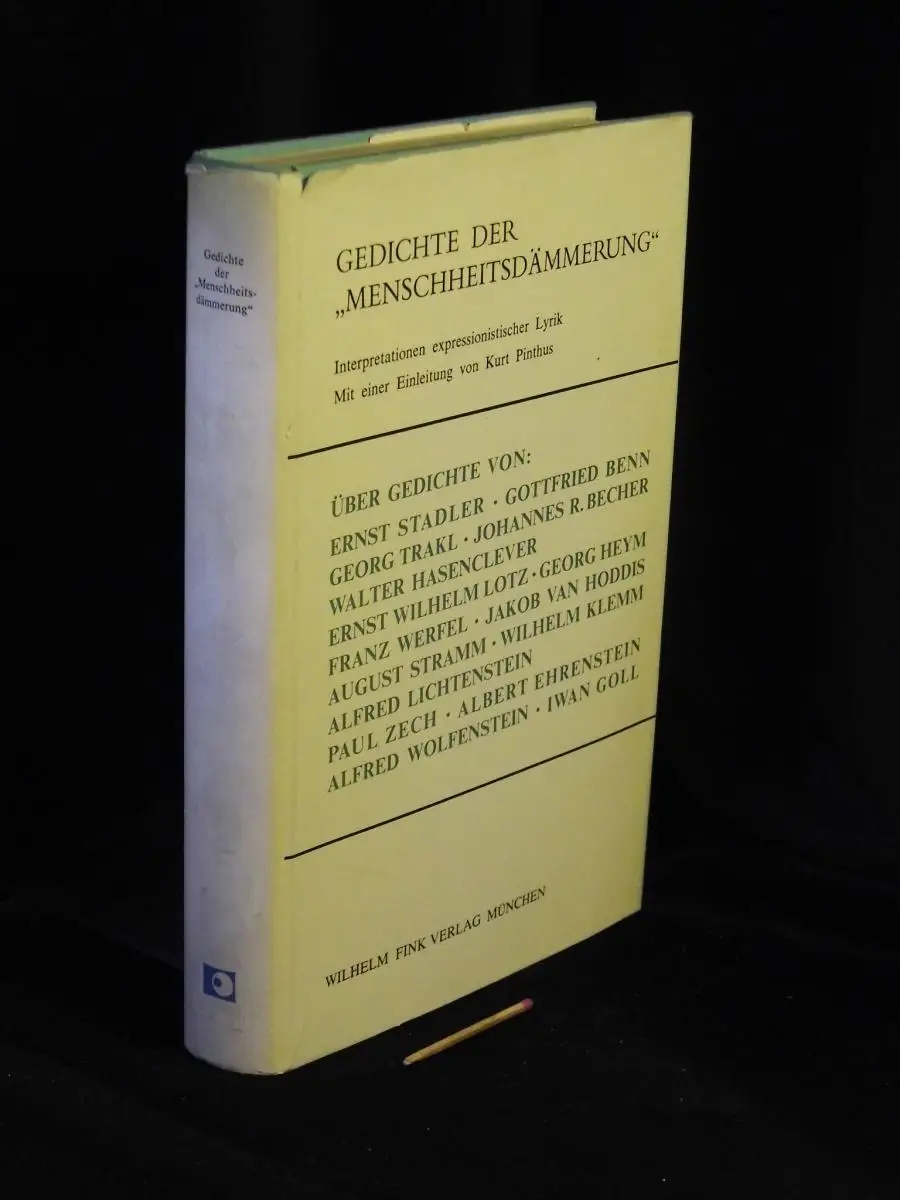 Gedichte
der
„Menschheits-
dämmerung“
GEDICHTE DER
„MENSCHHEITSDÄMMERUNG“
Interpretationen expressionistischer Lyrik
Mit einer Einleitung von Kurt Pinthus
ÜBER GEDICHTE VON:
ERNST STADLER · GOTTFRIED BENN
GEORG TRAKL · JOHANNES R. BECHER
WALTER HASENCLEVER
ERNST WILHELM LOTZ · GEORG HEYM
FRANZ WERFEL · JAKOB VAN HODDIS
AUGUST STRAMM · WILHELM KLEMM
ALFRED LICHTENSTEIN
PAUL ZECH · ALBERT EHRENSTEIN
ALFRED WOLFENSTEIN · IWAN GOLL
WILHELM FINK VERLAG MÜNCHEN